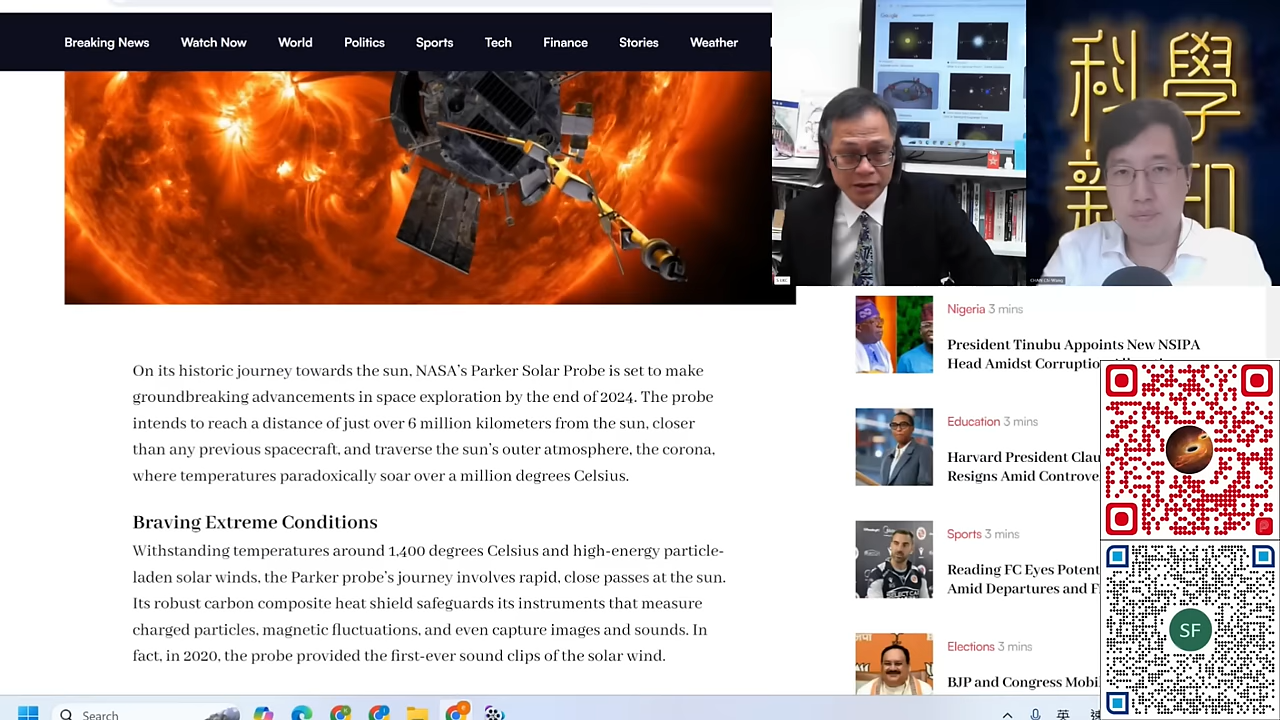 Breaking News
Watch Now
World
Politics
Sports
Tech
Finance
Stories
Weather
科學
新知
On its historic journey towards the sun, NASA's Parker Solar Probe is set to make
groundbreaking advancements in space exploration by the end of 2024. The probe
intends to reach a distance of just over 6 million kilometers from the sun, closer
than any previous spacecraft, and traverse the sun's outer atmosphere, the corona,
where temperatures paradoxically soar over a million degrees Celsius.
Braving Extreme Conditions
Withstanding temperatures around 1,400 degrees Celsius and high-energy particle-
laden solar winds, the Parker probe's journey involves rapid, close passes at the sun.
Its robust carbon composite heat shield safeguards its instruments that measure
charged particles, magnetic fluctuations, and even capture images and sounds. In
fact, in 2020, the probe provided the first-ever sound clips of the solar wind.
Nigeria 3 mins
President Tinubu Appoints New NSIPA
Head Amidst Corruptio
Education 3 mins
Harvard President Clau
Resigns Amid Controve
Sports 3 mins
Reading FC Eyes Potent
Amid Departures and F
Elections 3 mins
BJP and Congress Mobi
SF
Search
英